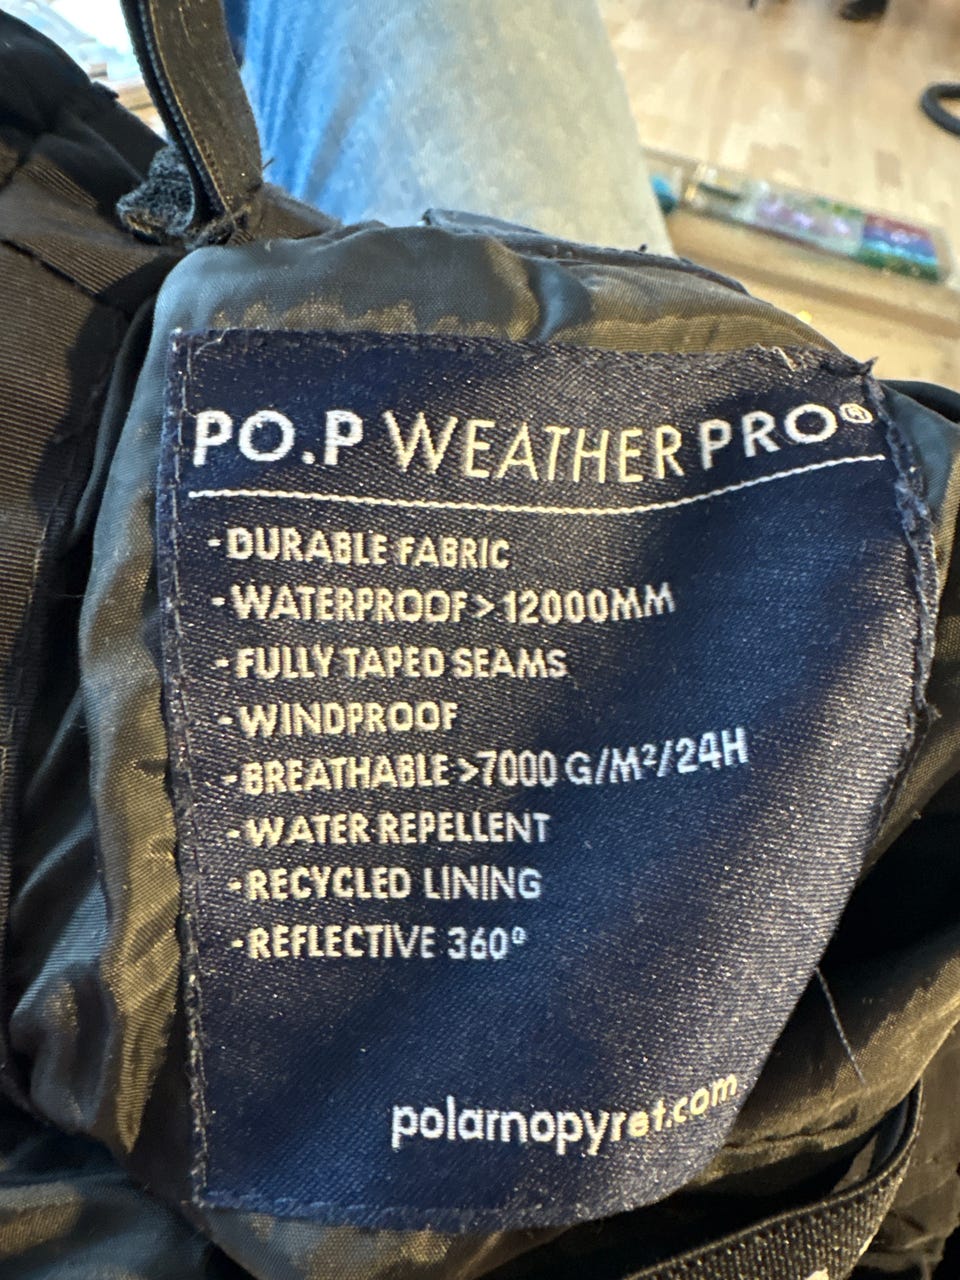 PO.P WEATHERPRO®
-DURABLE FABRIC
-WATERPROOF>12000MM
-FULLY TAPED SEAMS
-WINDPROOF
-BREATHABLE>7000 G/M²/24H
-WATER REPELLENT
-RECYCLED LINING
-REFLECTIVE 360°
polarnopyret.com